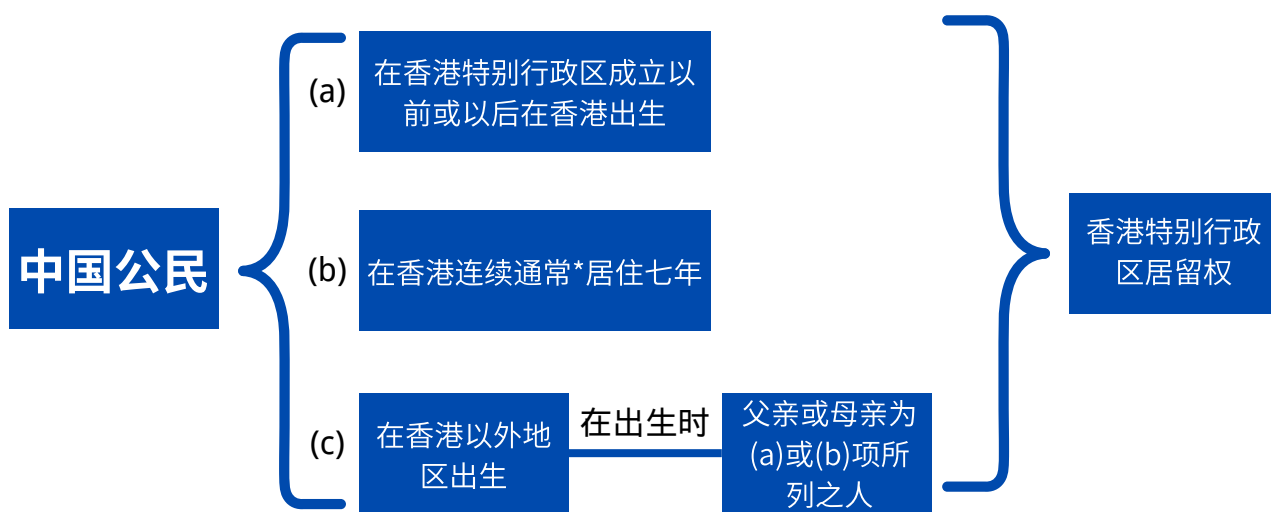 中国公民
(a)
在香港特别行政区成立以
前或以后在香港出生
(b)
在香港连续通常*居住七年
(c)
在香港以外地
区出生
在出生时
父亲或母亲为
(a)或(b)项所
列之人
香港特别行政
区居留权